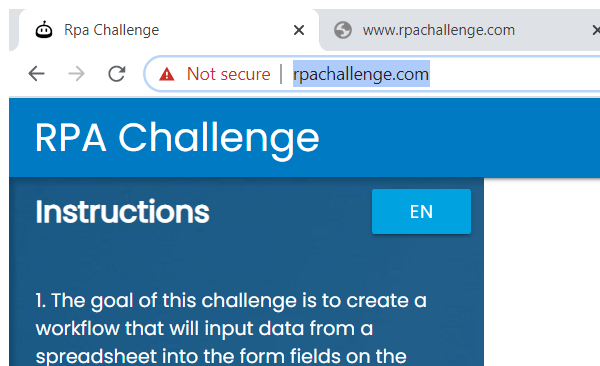 Rpa Challenge
www.rpachallenge.com
Not secure | rpachallenge.com
RPA Challenge
Instructions
EN
1. The goal of this challenge is to create a
workflow that will input data from a
spreadsheet into the form fields on the